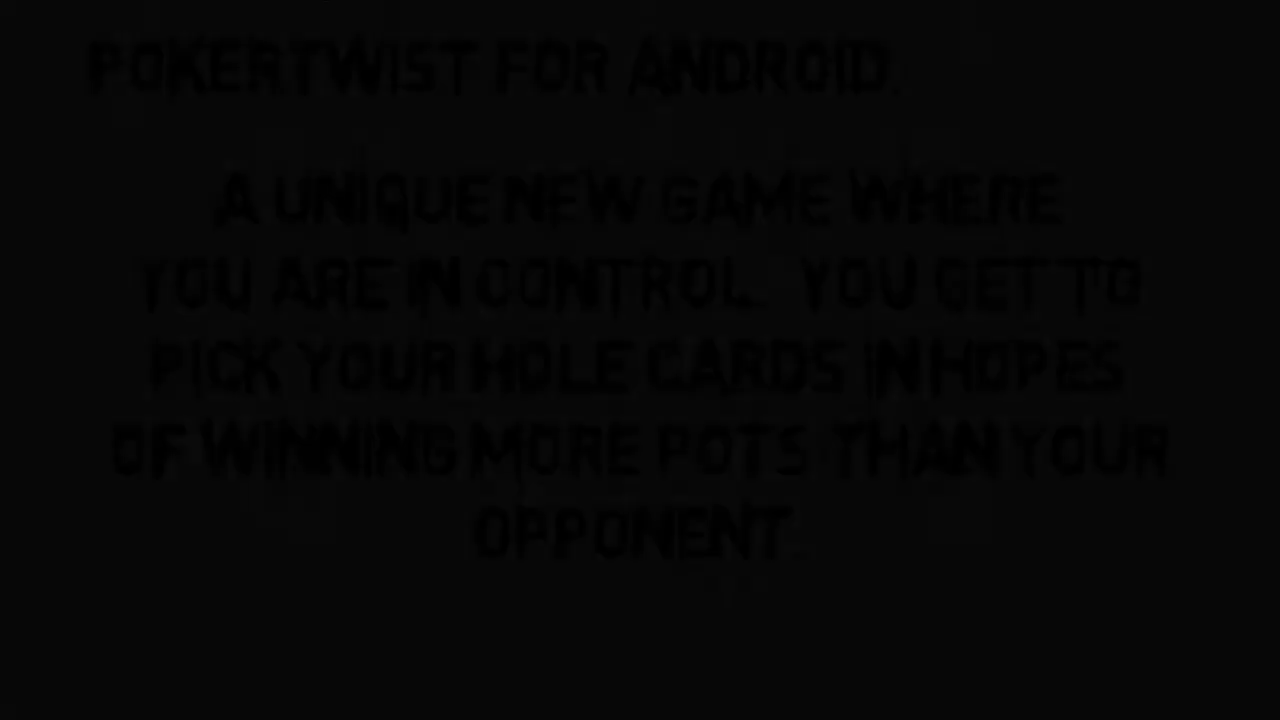 POKERTWIST FOR ANDROID
A UNIQUE NEW GAME WHERE
YOU ARE IN CONTROL. YOU GET TO
PICK YOUR HOLE CARDS IN HOPES
OF WINNING MORE POTS THAN YOUR
OPPONENT